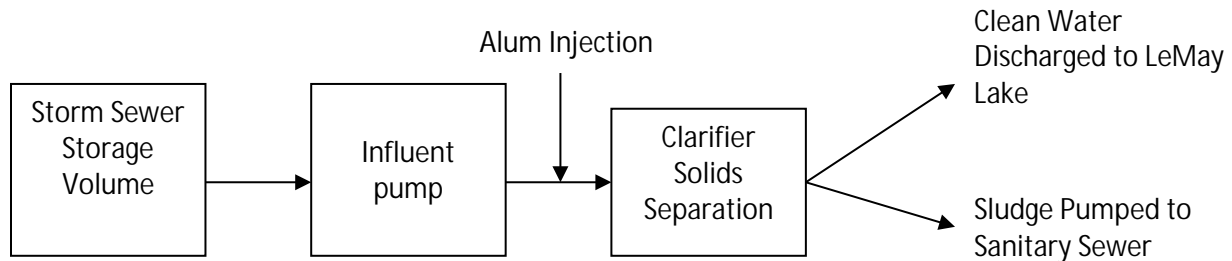 Storm Sewer
Storage
Volume
Influent
pump
Alum Injection
Clarifier
Solids
Separation
Clean Water
Discharged to LeMay
Lake
Sludge Pumped to
Sanitary Sewer